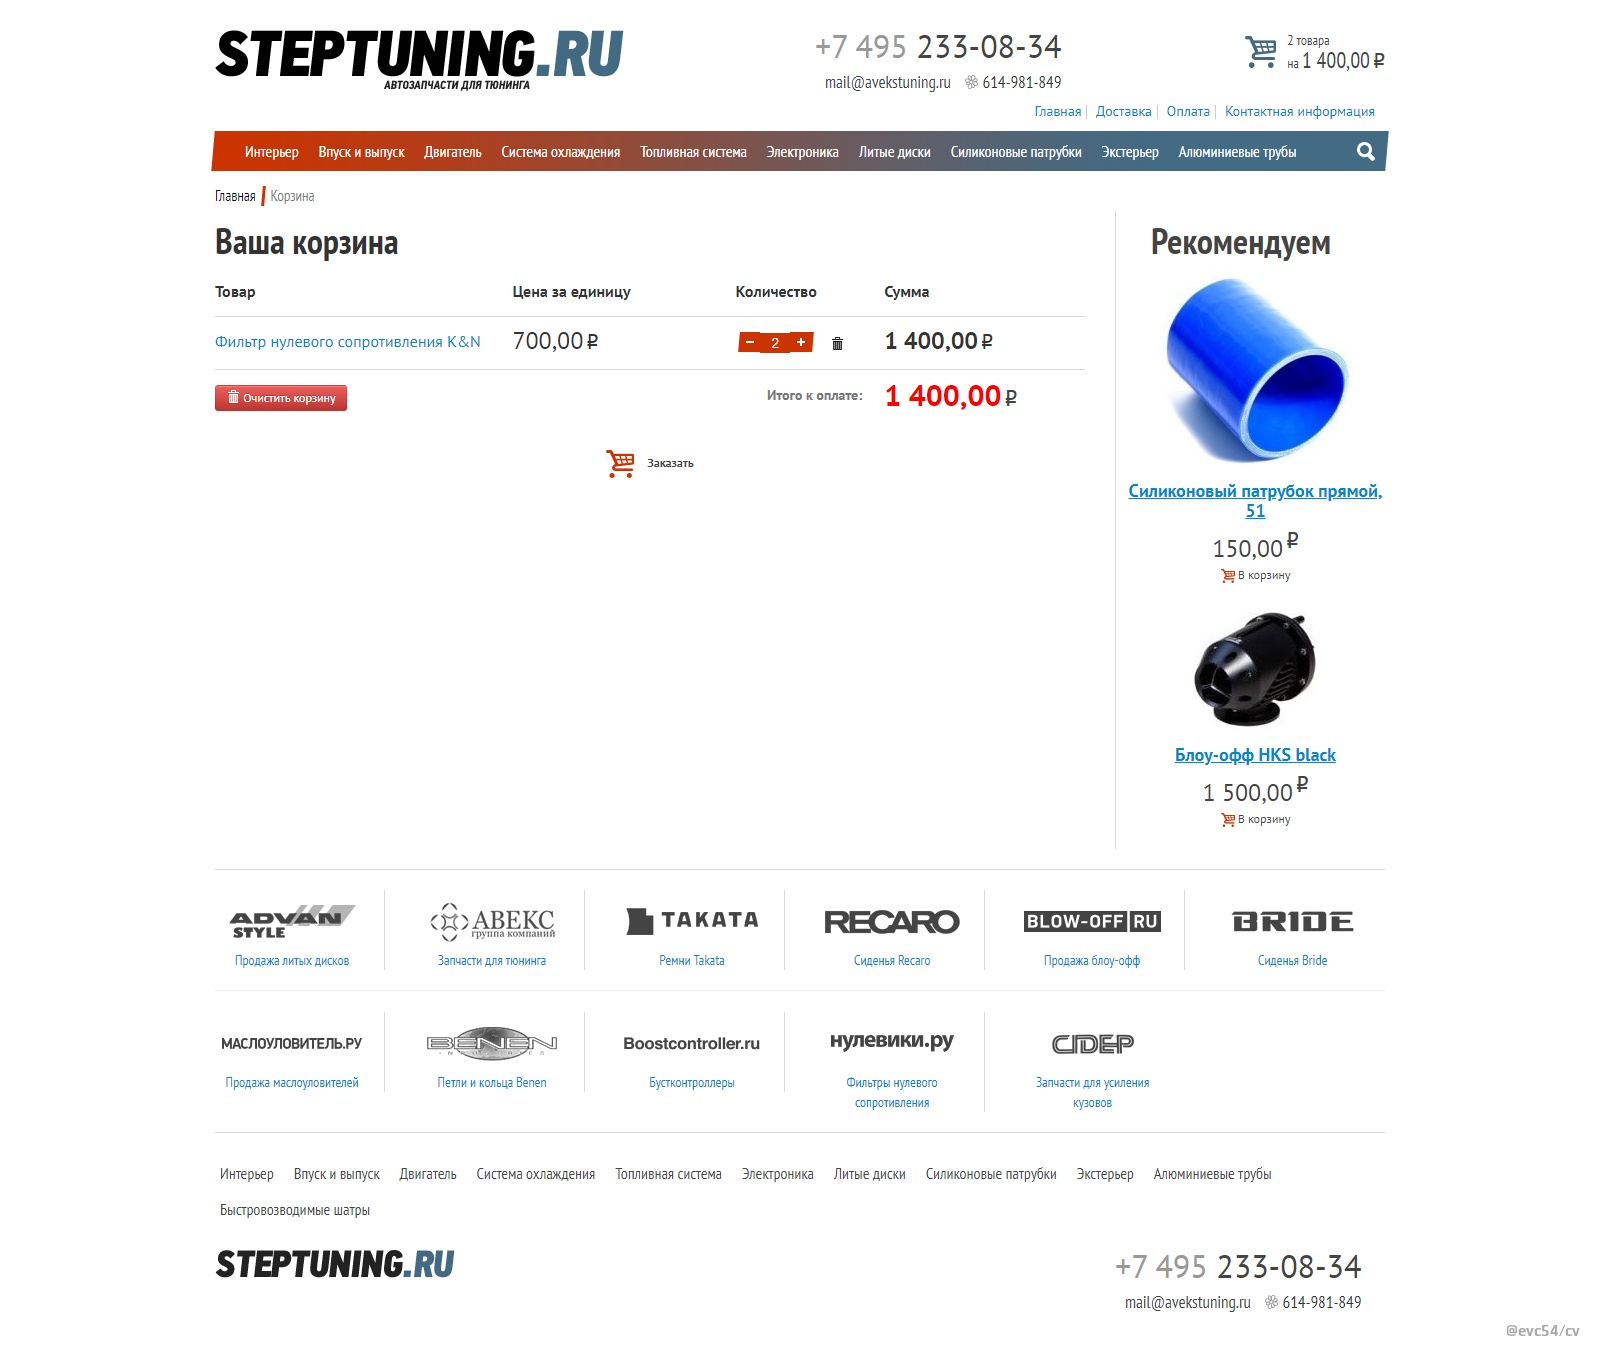 STEPTUNING.RU
АВТОЗАПЧАСТИ ДЛЯ ТЮНИНГА
+7 495 233-08-34
mail@avekstuning.ru 614-981-849
2 товара
на 1 400,00 ₽
Главная Доставка Оплата Контактная информация
Интерьер Впуск и выпуск Двигатель Система охлаждения Топливная система Электроника Литые диски Силиконовые патрубки Экстерьер Алюминиевые трубы
Главная Корзина
Ваша корзина
Товар Цена за единицу Количество Сумма
Фильтр нулевого сопротивления K&N 700,00 ₽ − 2 + 1 400,00 ₽
Очистить корзину Итого к оплате: 1 400,00 ₽
Заказать
Рекомендуем
Силиконовый патрубок прямой,
51
150,00 ₽
В корзину
Блоу-офф HKS black
1 500,00 ₽
В корзину
ADVAN
STYLE
Продажа литых дисков
АВЕКС
группа компаний
Запчасти для тюнинга
TAKATA
Ремни Takata
RECARO
Сиденья Recaro
BLOW-OFF RU
Продажа блоу-офф
BRIDE
Сиденья Bride
МАСЛОУЛОВИТЕЛЬ.РУ
Продажа маслоуловителей
BENEN
INDUSTRIES
Петли и кольца Benen
Boostcontroller.ru
Бустконтроллеры
нулевики.ру
Фильтры нулевого
сопротивления
СІДЕР
Запчасти для усиления
кузовов
Интерьер Впуск и выпуск Двигатель Система охлаждения Топливная система Электроника Литые диски Силиконовые патрубки Экстерьер Алюминиевые трубы
Быстровозводимые шатры
STEPTUNING.RU
+7 495 233-08-34
mail@avekstuning.ru 614-981-849
@evc54/cv